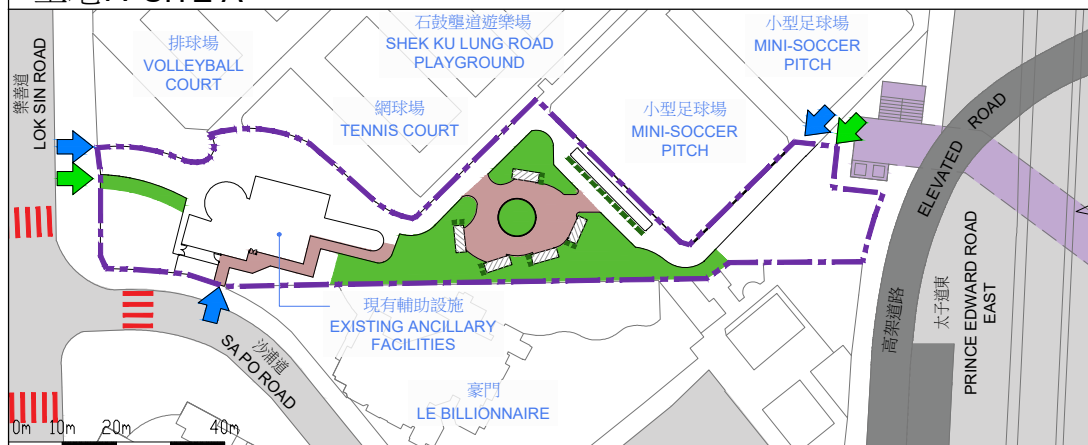 排球場
VOLLEYBALL
COURT
石鼓壟道遊樂場
SHEK KU LUNG ROAD
PLAYGROUND
小型足球場
MINI-SOCCER
PITCH
樂善道
LOK SIN ROAD
網球場
TENNIS COURT
小型足球場
MINI-SOCCER
PITCH
ELEVATED ROAD
高架道路
太子道東
PRINCE EDWARD ROAD
EAST
現有輔助設施
EXISTING ANCILLARY
FACILITIES
沙浦道
SA PO ROAD
豪門
LE BILLIONNAIRE
0m 10m 20m 40m